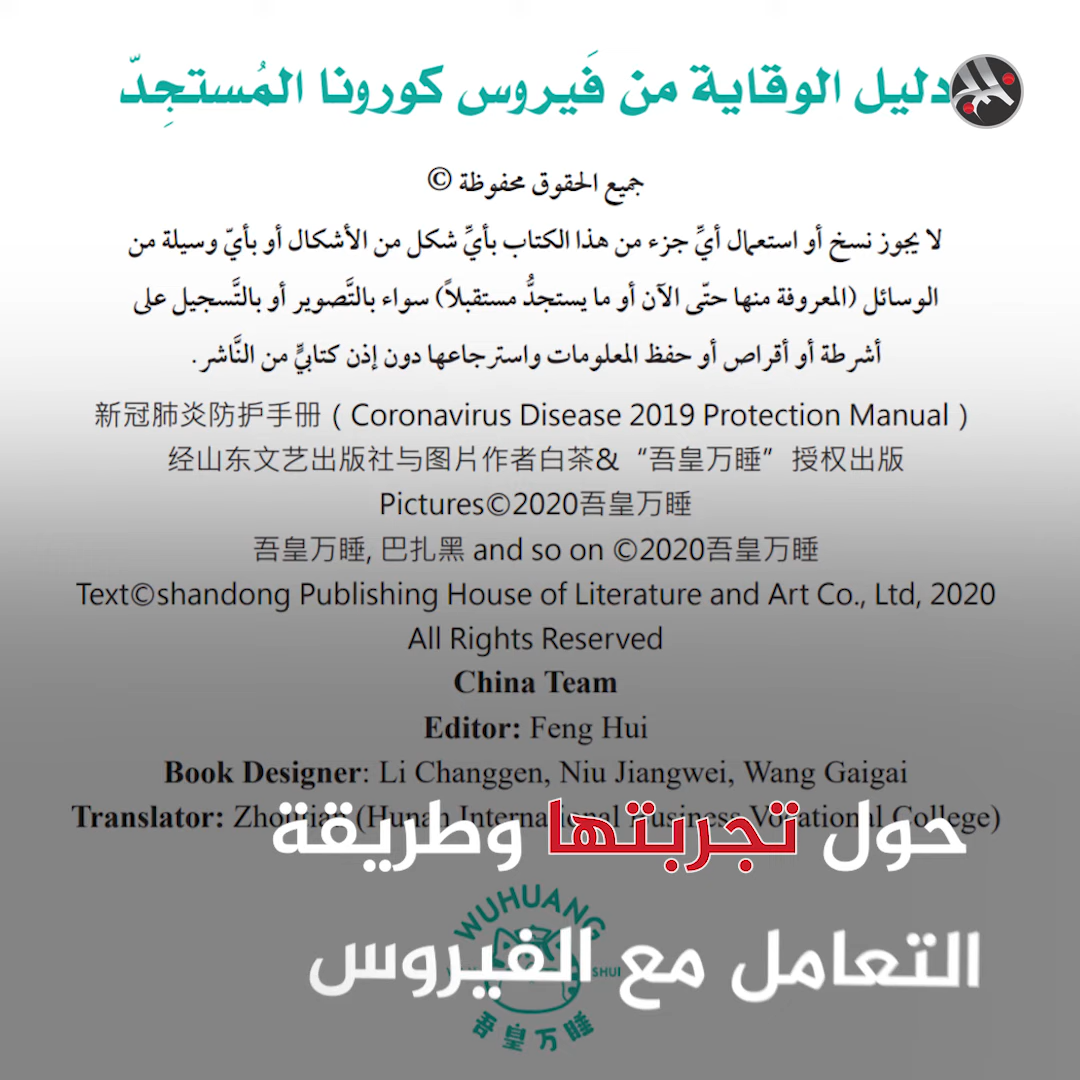 دليل الوقاية من فَيروس كورونا المُستجِدّ
جميع الحقوق محفوظة ©
لا يجوز نسخ أو استعمال أيِّ جزء من هذا الكتاب بأيِّ شكل من الأشكال أو بأيّ وسيلة من
الوسائل (المعروفة منها حتّى الآن أو ما يستجدُّ مستقبلاً) سواء بالتَّصوير أو بالتَّسجيل على
أشرطة أو أقراص أو حفظ المعلومات واسترجاعها دون إذن كتابيٍّ من النَّاشر.
新冠肺炎防护手册 ( Coronavirus Disease 2019 Protection Manual )
经山东文艺出版社与图片作者白茶& “吾皇万睡” 授权出版
Pictures©2020吾皇万睡
吾皇万睡, 巴扎黑 and so on ©2020吾皇万睡
Text©shandong Publishing House of Literature and Art Co., Ltd, 2020
All Rights Reserved
China Team
Editor: Feng Hui
Book Designer: Li Changgen, Niu Jiangwei, Wang Gaigai
Translator: (Hunan International Business Vocational College)
حول تجربتها وطريقة
التعامل مع الفيروس
WUHUANG
SHUI
吾皇万睡